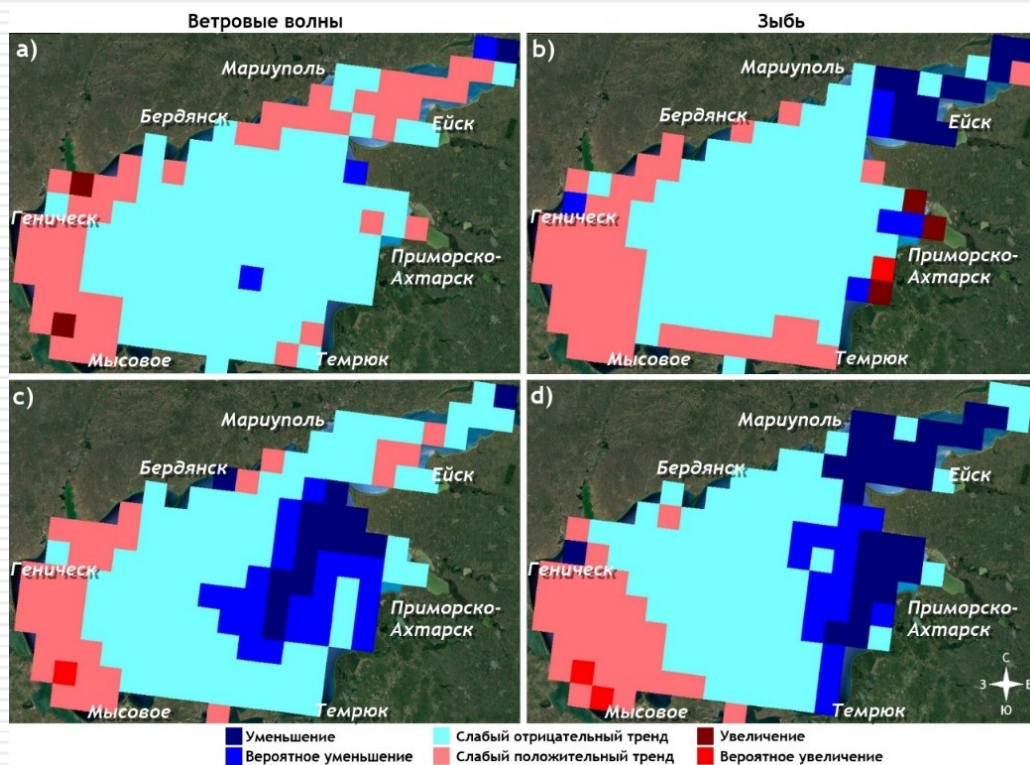 Ветровые волны
Зыбь
a)
Мариуполь
Бердянск
Ейск
Геническ
Приморско-
Ахтарск
Мысовое
Темрюк
b)
Мариуполь
Бердянск
Ейск
Геническ
Приморско-
Ахтарск
Мысовое
Темрюк
c)
Мариуполь
Бердянск
Ейск
Геническ
Приморско-
Ахтарск
Мысовое
Темрюк
d)
Мариуполь
Бердянск
Ейск
Геническ
Приморско-
Ахтарск
С
З В
Ю
Мысовое
Темрюк
Уменьшение
Слабый отрицательный тренд
Увеличение
Вероятное уменьшение
Слабый положительный тренд
Вероятное увеличение